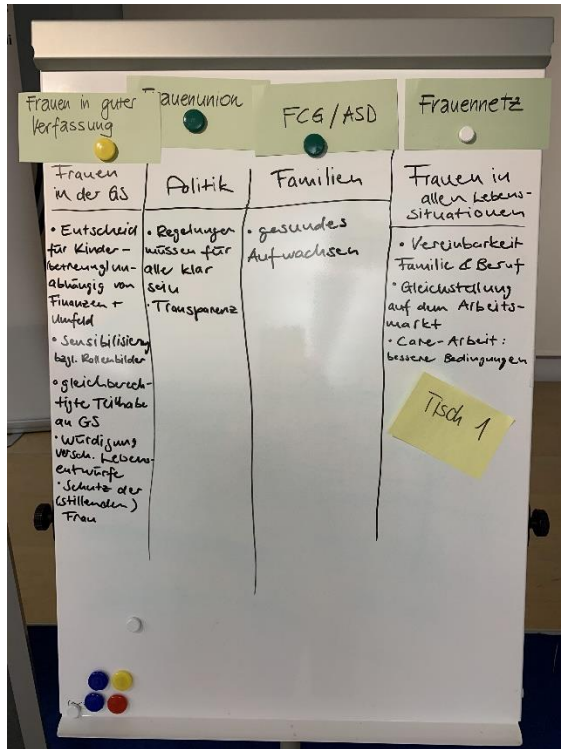 Frauen in guter
Verfassung
Frauen
in der GS
• Entscheid
für Kinder-
betreuung un-
abhängig von
Finanzen +
Umfeld
• Sensibilisierg
bzgl. Rollenbilder
• gleichberech-
tigte Teilhabe
an GS
• Würdigung
versch. Lebens-
entwürfe
• Schutz der
(stillenden)
Frau
Frauenunion
Politik
• Regelungen
müssen für
alle klar
sein
• Transparenz
FCG/ASD
Familien
• gesundes
Aufwachsen
Frauennetz
Frauen in
allen Lebens-
situationen
• Vereinbarkeit
Familie & Beruf
• Gleichstellung
auf dem Arbeits-
markt
• Care-Arbeit:
bessere Bedingungen
Tisch 1